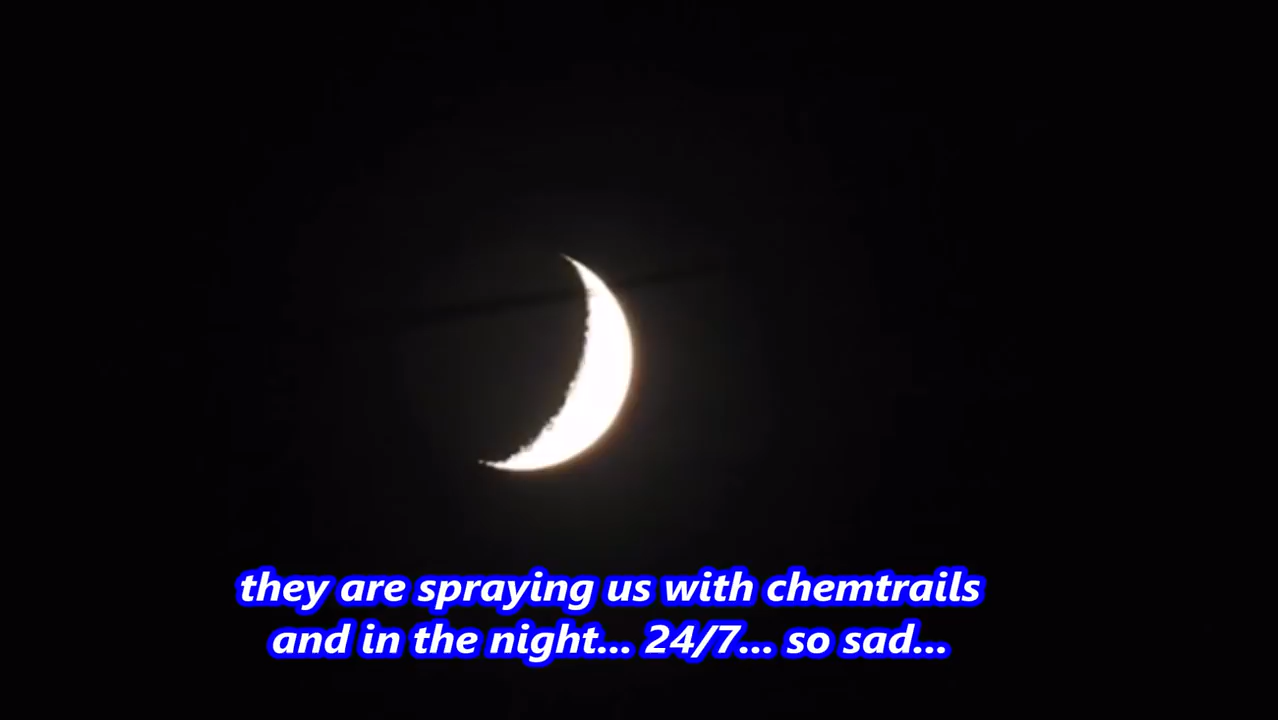 they are spraying us with chemtrails
and in the night... 24/7... so sad...